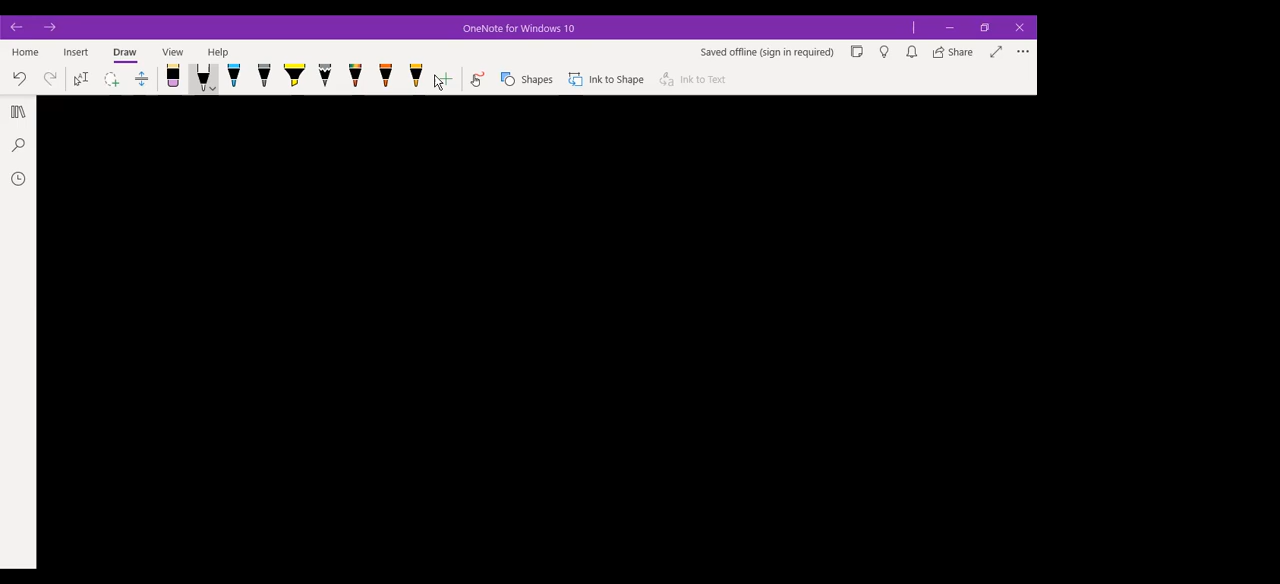 OneNote for Windows 10
Home Insert Draw View Help Saved offline (sign in required) Share
Shapes Ink to Shape Ink to Text